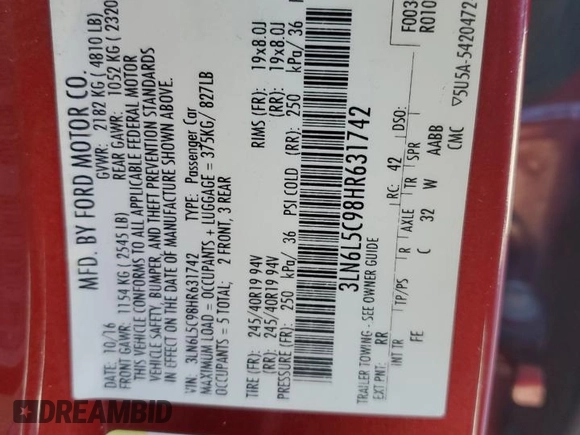 MFD. BY FORD MOTOR CO.
DATE: 10/16 GVWR: 2182 KG ( 4810 LB)
FRONT GAWR: 1154 KG ( 2545 LB) REAR GAWR: 1052 KG ( 2320
THIS VEHICLE CONFORMS TO ALL APPLICABLE FEDERAL MOTOR
VEHICLE SAFETY, BUMPER, AND THEFT PREVENTION STANDARDS
IN EFFECT ON THE DATE OF MANUFACTURE SHOWN ABOVE.
VIN: 3LN6L5C98HR631742 TYPE: Passenger Car
MAXIMUM LOAD = OCCUPANTS + LUGGAGE = 375KG/ 827LB
OCCUPANTS = 5 TOTAL: 2 FRONT, 3 REAR
TIRE (FR): 245/40R19 94V RIMS (FR): 19x8.0J
(RR): 245/40R19 94V (RR): 19x8.0J
PRESSURE (FR): 250 kPa/ 36 PSI COLD (RR): 250 kPa/ 36 P
3LN6L5C98HR631742
TRAILER TOWING - SEE OWNER GUIDE
F003
R010
EXT PNT: RR RC: 42 DSO:
INT TR TP/PS R AXLE TR SPR
FE C 32 W AABB
CMC ▽5U5A-5420472
DREAMBID